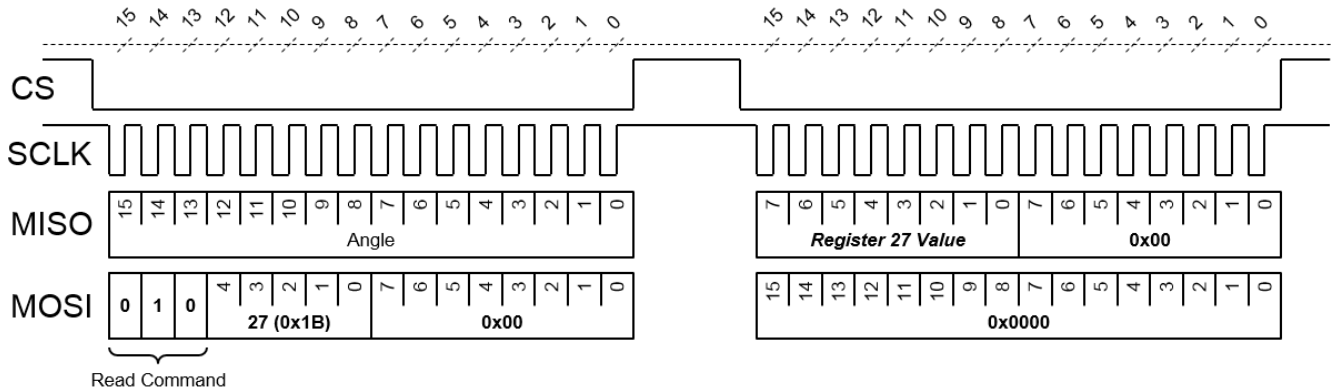 15 14 13 12 11 10 9 8 7 6 5 4 3 2 1 0 15 14 13 12 11 10 9 8 7 6 5 4 3 2 1 0
CS
SCLK
MISO 15 14 13 12 11 10 9 8 7 6 5 4 3 2 1 0 7 6 5 4 3 2 1 0 7 6 5 4 3 2 1 0
Angle Register 27 Value 0x00
MOSI 0 1 0 4 3 2 1 0 7 6 5 4 3 2 1 0 15 14 13 12 11 10 9 8 7 6 5 4 3 2 1 0
27 (0x1B) 0x00 0x0000
Read Command